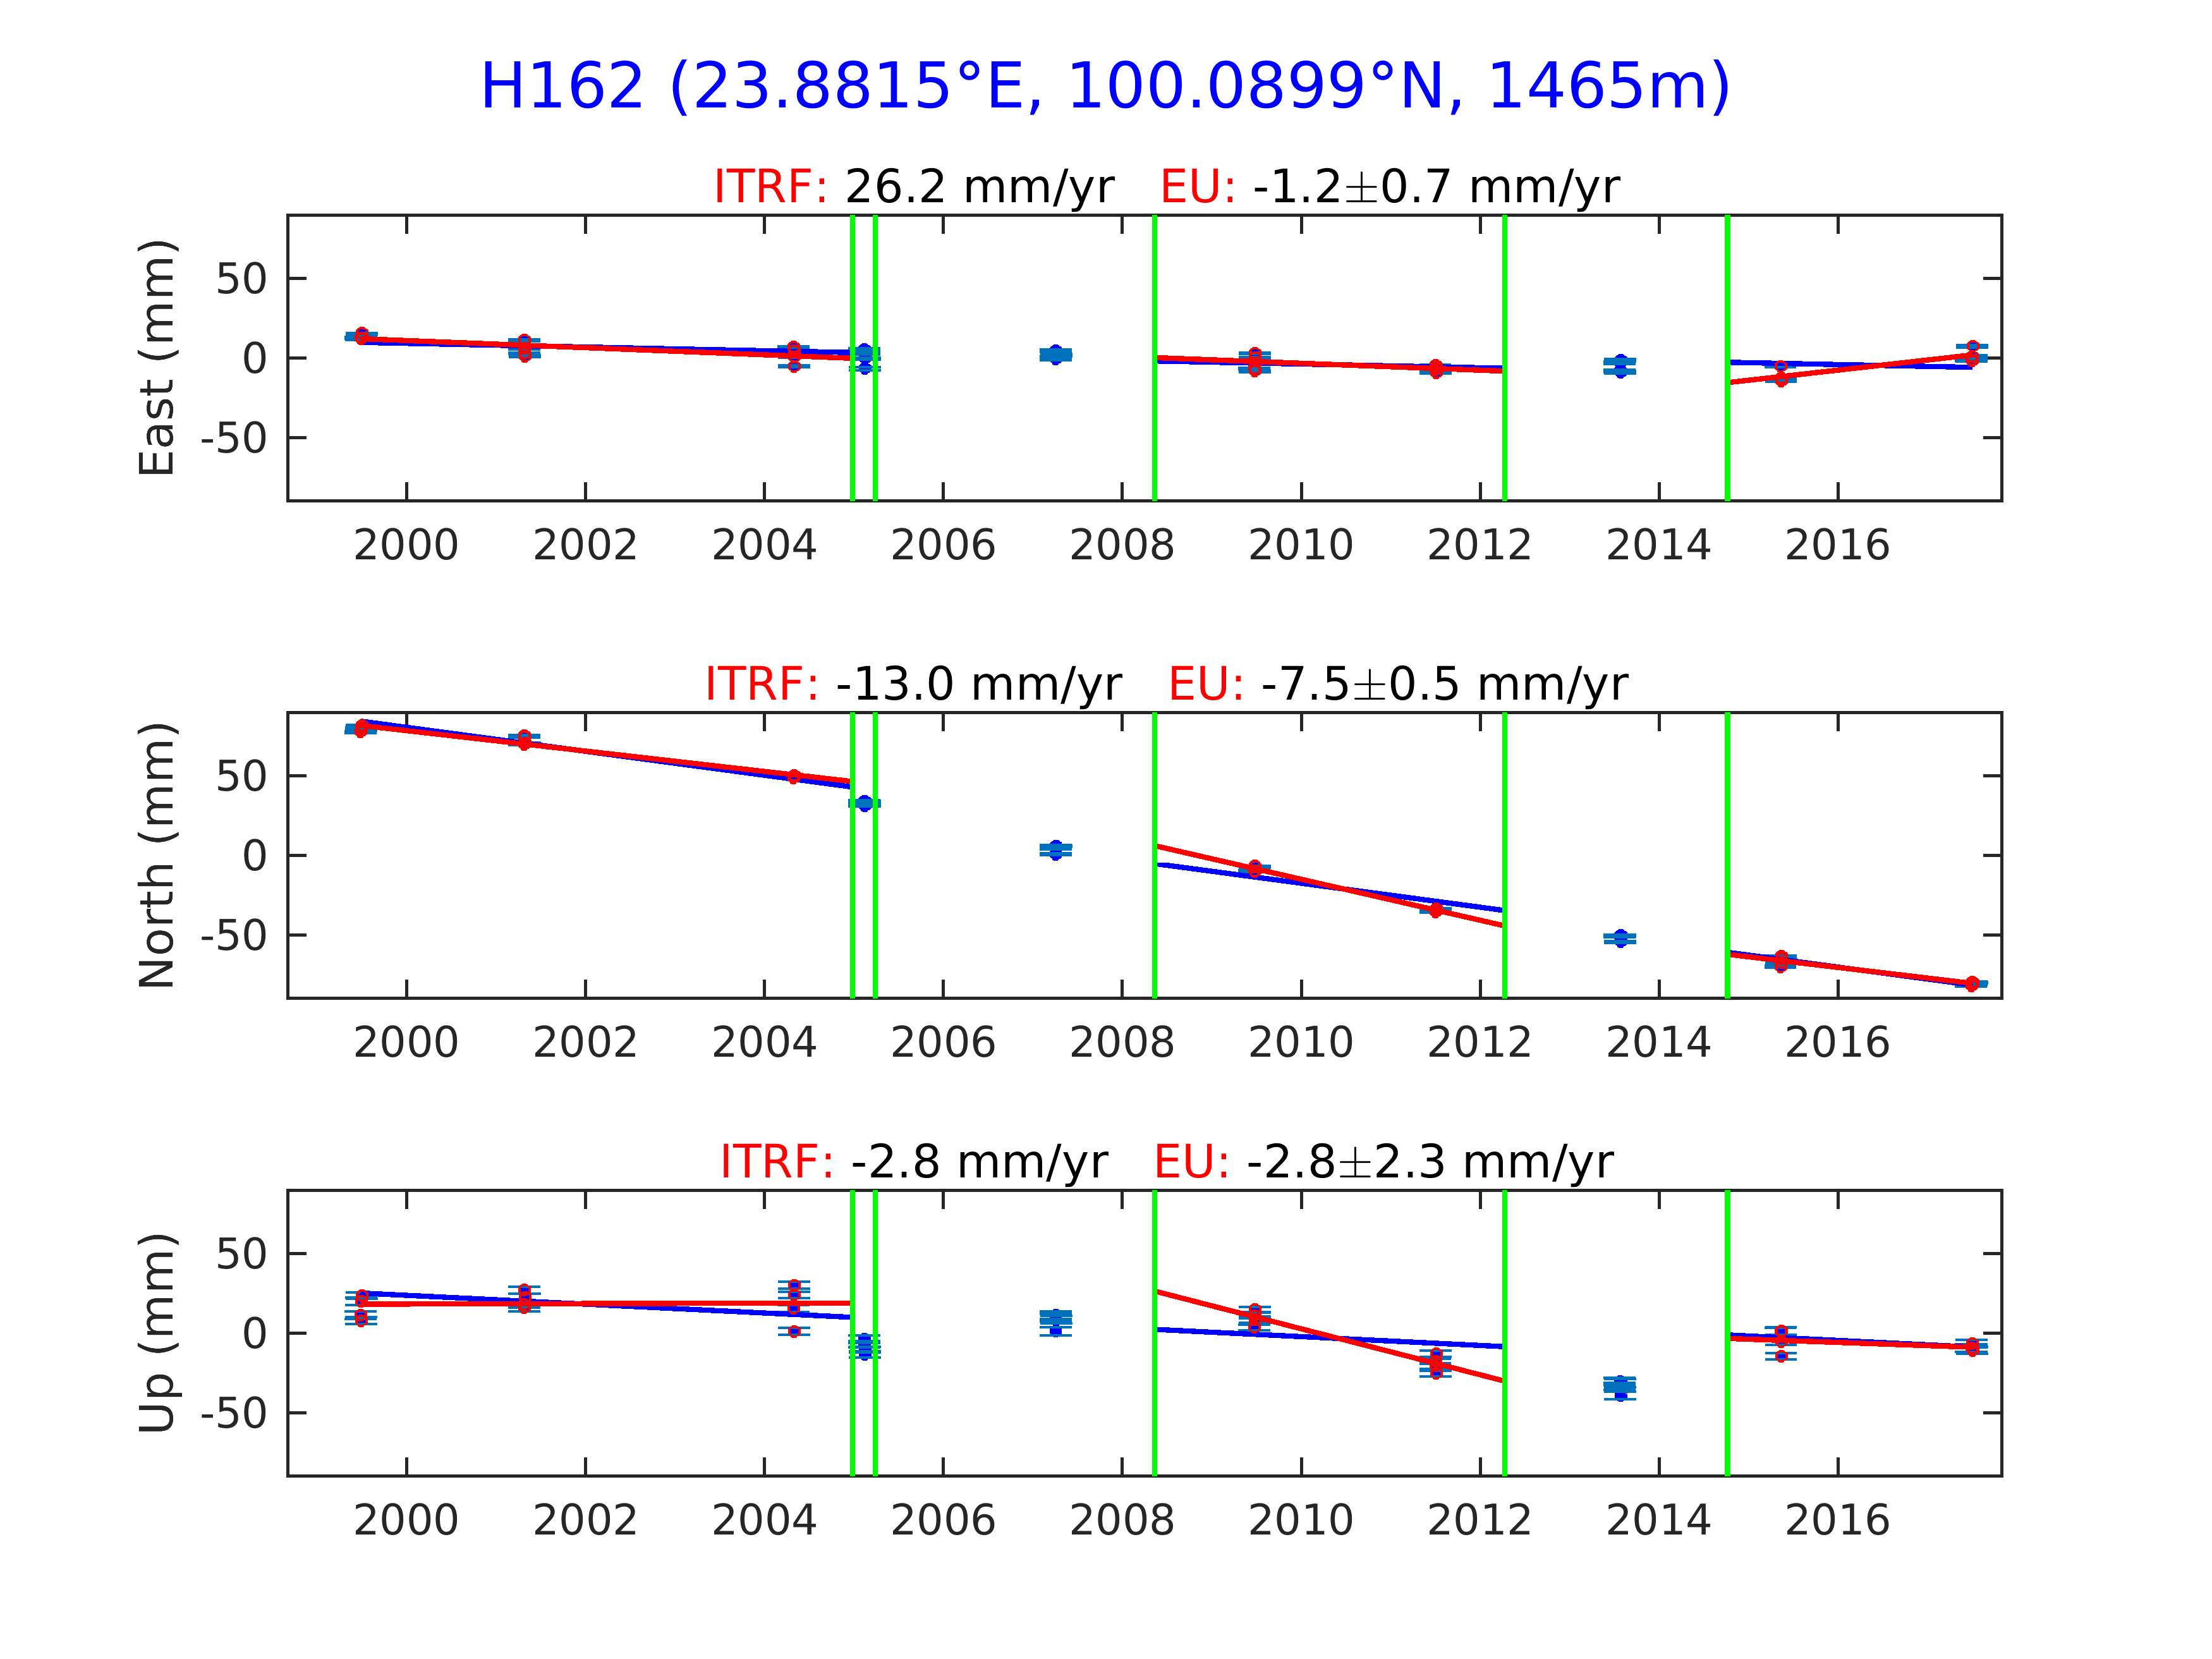 H162 (23.8815°E, 100.0899°N, 1465m)
ITRF: 26.2 mm/yr EU: -1.2±0.7 mm/yr
East (mm)
50
0
-50
2000 2002 2004 2006 2008 2010 2012 2014 2016
ITRF: -13.0 mm/yr EU: -7.5±0.5 mm/yr
North (mm)
50
0
-50
2000 2002 2004 2006 2008 2010 2012 2014 2016
ITRF: -2.8 mm/yr EU: -2.8±2.3 mm/yr
Up (mm)
50
0
-50
2000 2002 2004 2006 2008 2010 2012 2014 2016